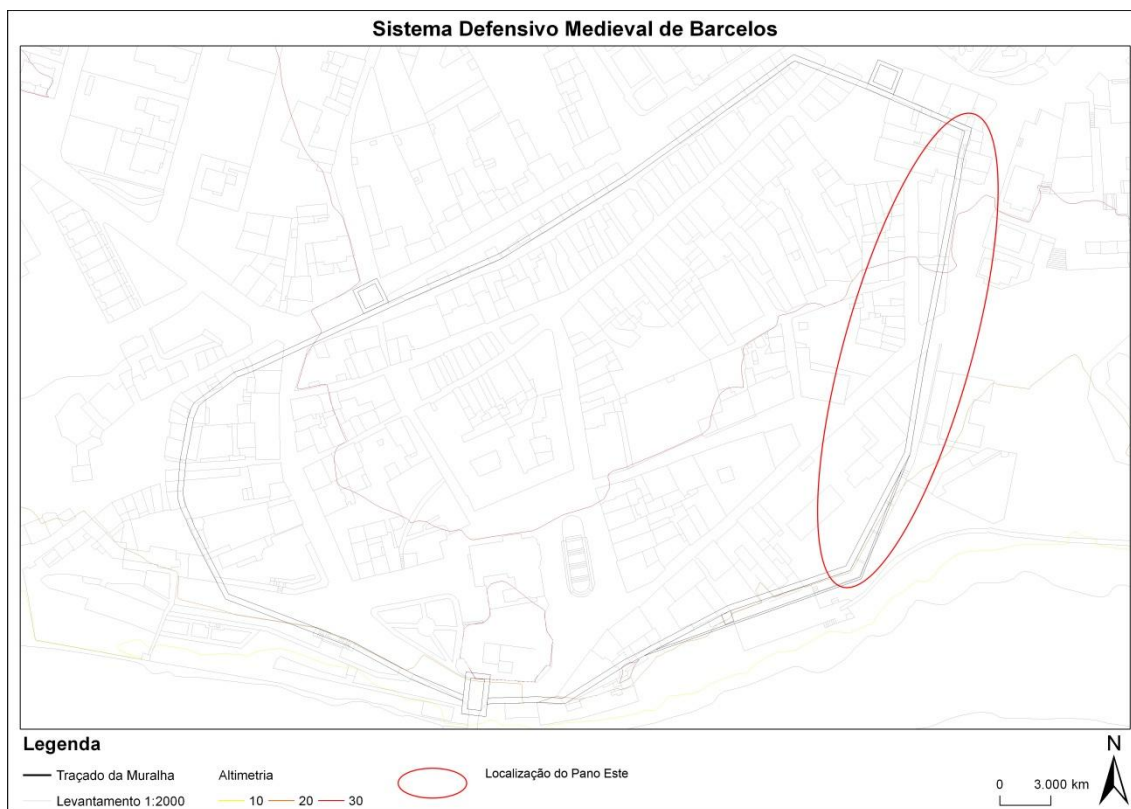 Sistema Defensivo Medieval de Barcelos
Legenda
Traçado da Muralha
Levantamento 1:2000
Altimetria
10 20 30
Localização do Pano Este
0 3.000 km
N